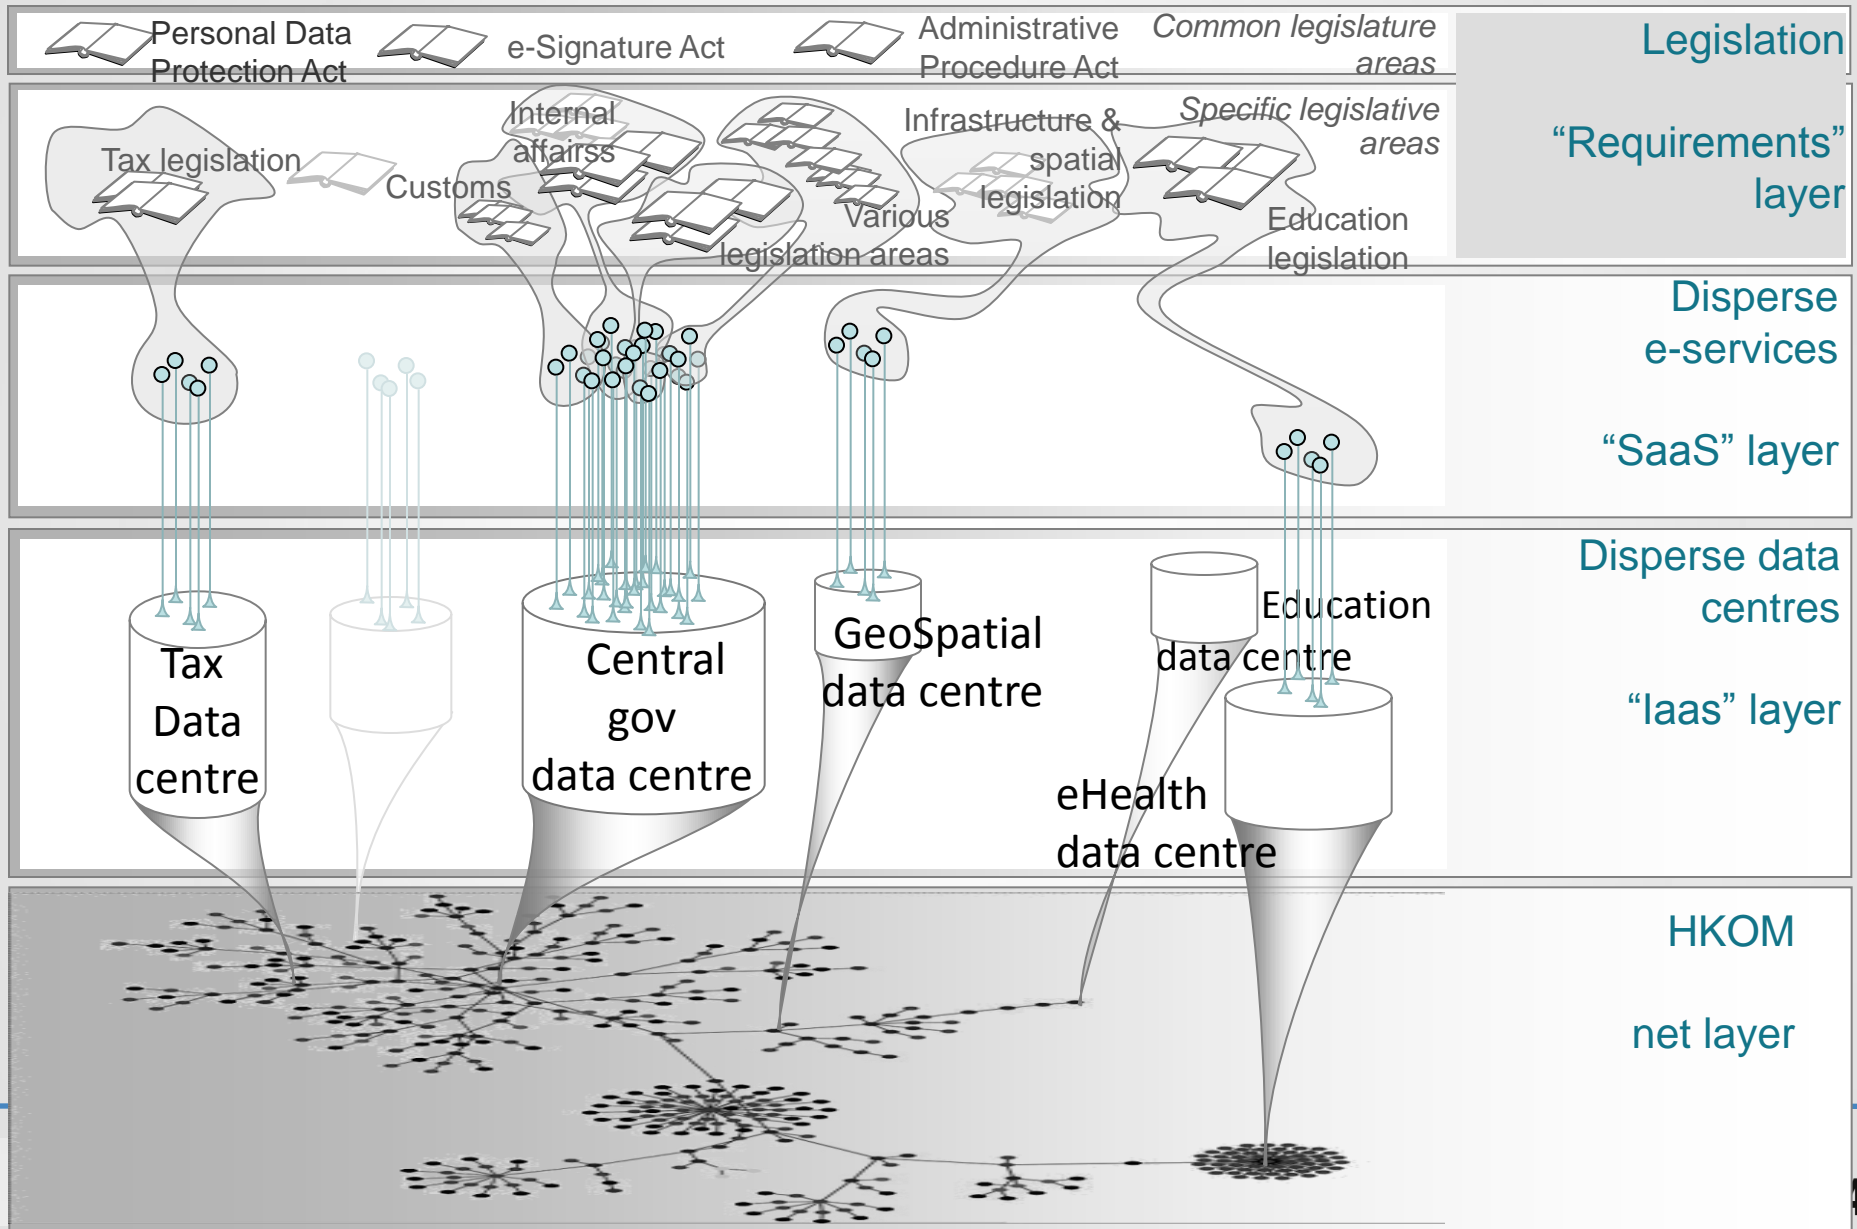 Personal Data
Protection Act
e-Signature Act
Administrative
Procedure Act
Common legislature
areas
Legislation
“Requirements”
layer
Tax legislation
Customs
Internal
affairss
Various
legislation areas
Infrastructure &
spatial
legislation
Specific legislative
areas
Education
legislation
Disperse
e-services
“SaaS” layer
Disperse data
centres
“Iaas” layer
Tax
Data
centre
Central
gov
data centre
GeoSpatial
data centre
Education
data centre
eHealth
data centre
HKOM
net layer